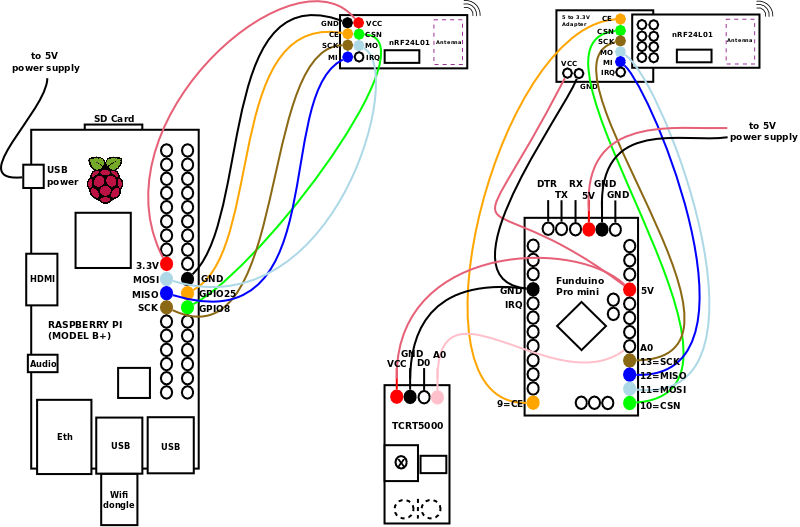 to 5V
power supply
SD Card
USB
power
HDMI
3.3V
MOSI
MISO
SCK
GND
GPIO25
GPIO8
RASPBERRY PI
(MODEL B+)
Audio
Eth
USB
USB
Wifi
dongle
GND
VCC
CE
CSN
SCK
MO
MI
IRQ
nRF24L01
Antenna
5 to 3.3V
Adapter
CE
CSN
SCK
MO
MI
IRQ
VCC
GND
nRF24L01
Antenna
to 5V
power supply
DTR
TX
RX
5V
GND
GND
Funduino
Pro mini
GND
IRQ
5V
A0
13=SCK
12=MISO
11=MOSI
10=CSN
9=CE
VCC
GND
D0
A0
TCRT5000